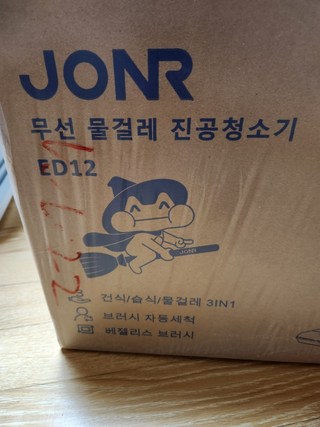 JONR
무선 물걸레 진공청소기
ED12
JONR
건식/습식/물걸레 3IN1
브러시 자동세척
베젤리스 브러시